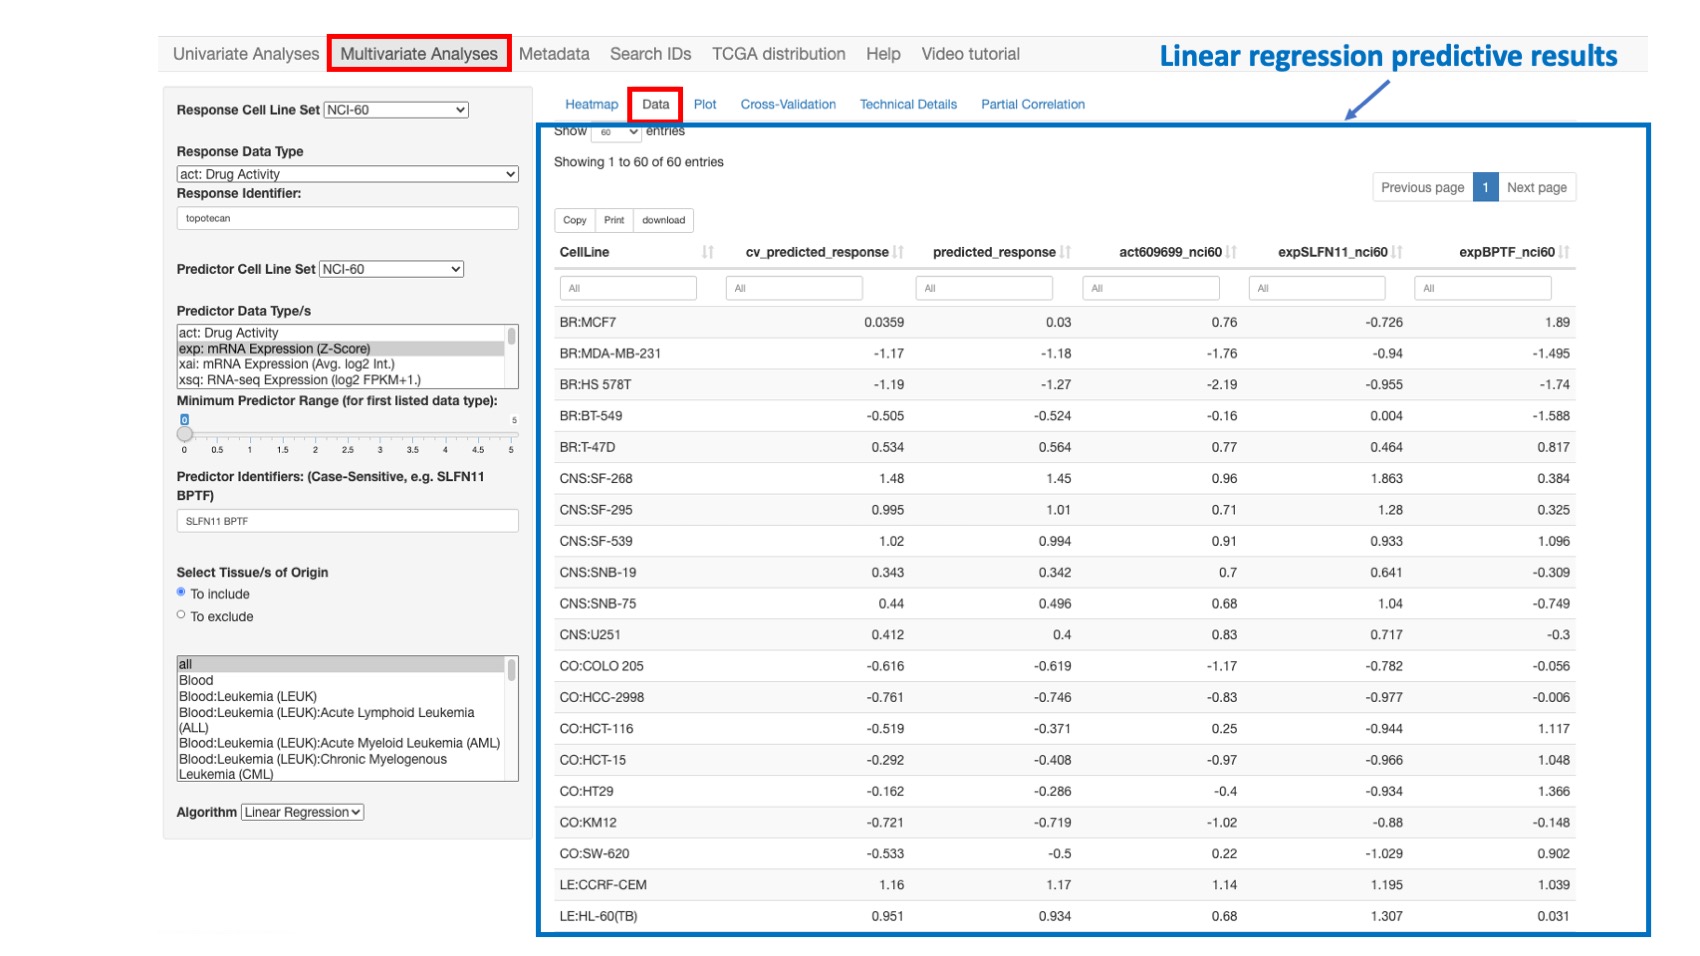 Univariate Analyses Multivariate Analyses Metadata Search IDs TCGA distribution Help Video tutorial
Linear regression predictive results
Response Cell Line Set NCI-60
Response Data Type
act: Drug Activity
Response Identifier:
topotecan
Predictor Cell Line Set NCI-60
Predictor Data Type/s
act: Drug Activity
exp: mRNA Expression (Z-Score)
xai: mRNA Expression (Avg. log2 Int.)
xsq: RNA-seq Expression (log2 FPKM+1.)
Minimum Predictor Range (for first listed data type):
0 5
0 0.5 1 1.5 2 2.5 3 3.5 4 4.5 5
Predictor Identifiers: (Case-Sensitive, e.g. SLFN11
BPTF)
SLFN11 BPTF
Select Tissue/s of Origin
To include
To exclude
all
Blood
Blood:Leukemia (LEUK)
Blood:Leukemia (LEUK):Acute Lymphoid Leukemia
(ALL)
Blood:Leukemia (LEUK):Acute Myeloid Leukemia (AML)
Blood:Leukemia (LEUK):Chronic Myelogenous
Leukemia (CML)
Algorithm Linear Regression
Heatmap Data Plot Cross-Validation Technical Details Partial Correlation
Show 60 entries
Showing 1 to 60 of 60 entries
Previous page 1 Next page
Copy Print download
CellLine cv_predicted_response predicted_response act609699_nci60 expSLFN11_nci60 expBPTF_nci60
All All All All All All
BR:MCF7 0.0359 0.03 0.76 -0.726 1.89
BR:MDA-MB-231 -1.17 -1.18 -1.76 -0.94 -1.495
BR:HS 578T -1.19 -1.27 -2.19 -0.955 -1.74
BR:BT-549 -0.505 -0.524 -0.16 0.004 -1.588
BR:T-47D 0.534 0.564 0.77 0.464 0.817
CNS:SF-268 1.48 1.45 0.96 1.863 0.384
CNS:SF-295 0.995 1.01 0.71 1.28 0.325
CNS:SF-539 1.02 0.994 0.91 0.933 1.096
CNS:SNB-19 0.343 0.342 0.7 0.641 -0.309
CNS:SNB-75 0.44 0.496 0.68 1.04 -0.749
CNS:U251 0.412 0.4 0.83 0.717 -0.3
CO:COLO 205 -0.616 -0.619 -1.17 -0.782 -0.056
CO:HCC-2998 -0.761 -0.746 -0.83 -0.977 -0.006
CO:HCT-116 -0.519 -0.371 0.25 -0.944 1.117
CO:HCT-15 -0.292 -0.408 -0.97 -0.966 1.048
CO:HT29 -0.162 -0.286 -0.4 -0.934 1.366
CO:KM12 -0.721 -0.719 -1.02 -0.88 -0.148
CO:SW-620 -0.533 -0.5 0.22 -1.029 0.902
LE:CCRF-CEM 1.16 1.17 1.14 1.195 1.039
LE:HL-60(TB) 0.951 0.934 0.68 1.307 0.031